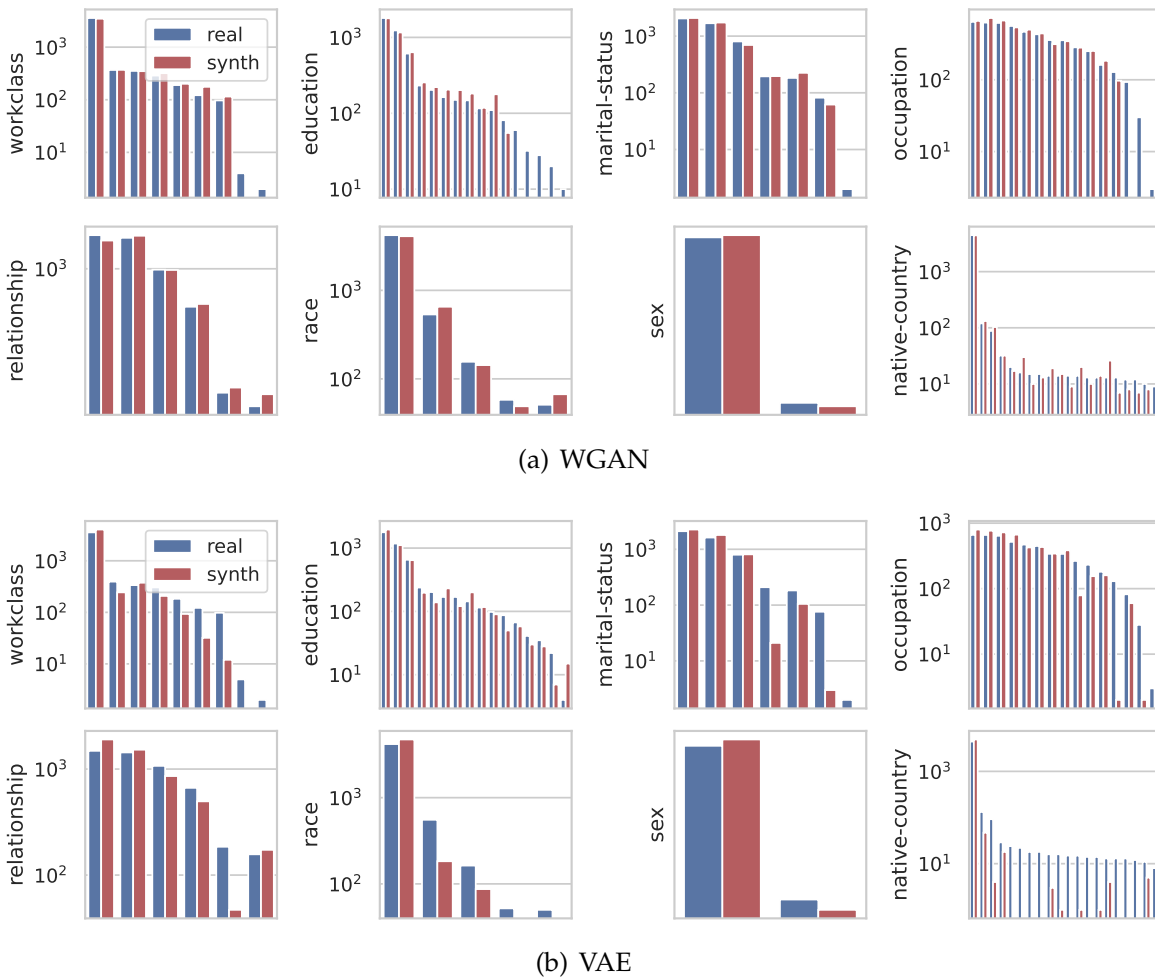 workclass
10³
10²
10¹
real
synth
education
10³
10²
10¹
marital-status
10³
10²
10¹
occupation
10²
10¹
relationship
10³
race
10³
10²
sex
native-country
10³
10²
10¹
(a) WGAN
workclass
10³
10²
10¹
real
synth
education
10³
10²
10¹
marital-status
10³
10²
10¹
occupation
10³
10²
10¹
relationship
10³
10²
race
10³
10²
sex
native-country
10³
10¹
(b) VAE